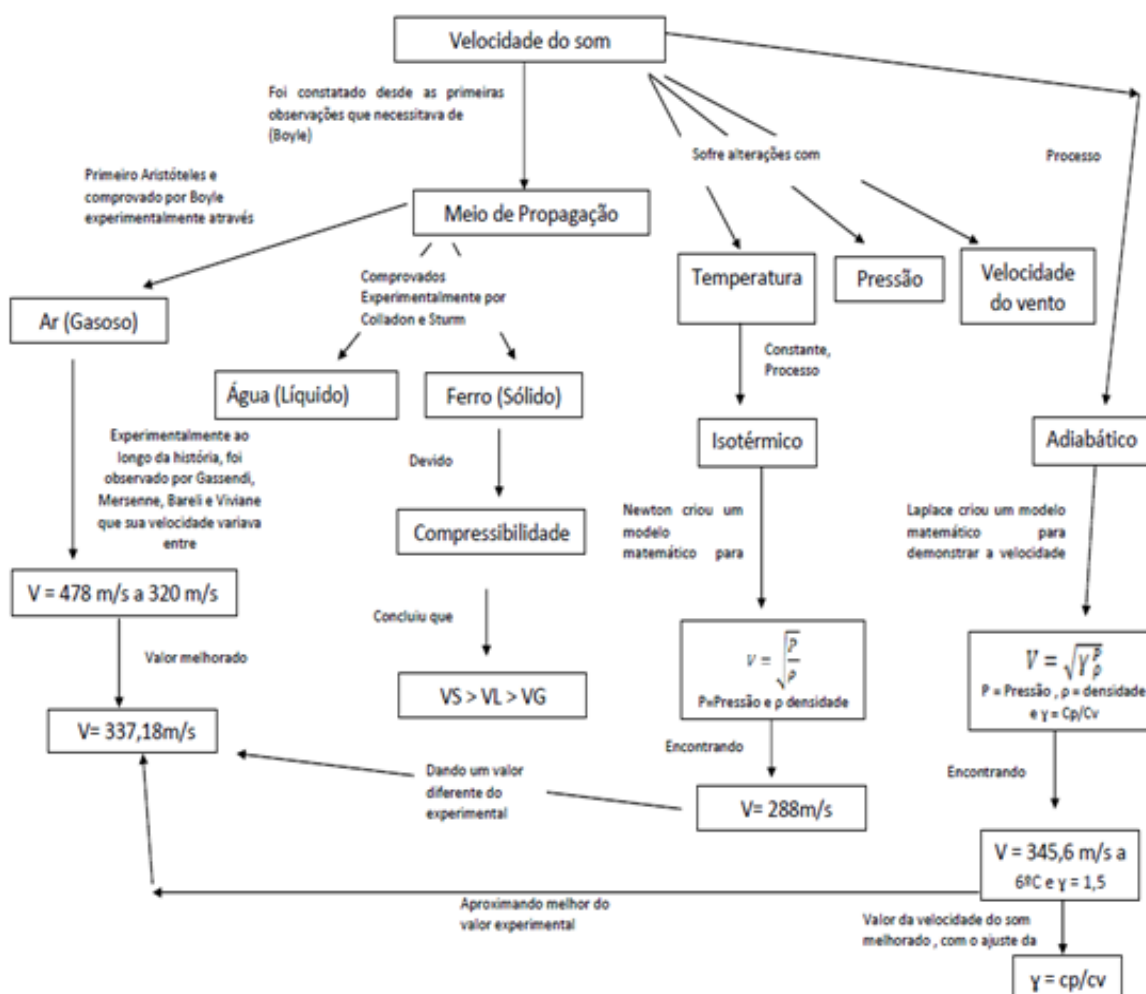 Velocidade do som
Foi constatado desde as primeiras
observações que necessitava de
(Boyle)
Sofre alterações com
Processo
Primeiro Aristóteles e
comprovado por Boyle
experimentalmente através
Meio de Propagação
Temperatura
Pressão
Velocidade
do vento
Comprovados
Experimentalmente por
Colladon e Sturm
Ar (Gasoso)
Constante,
Processo
Água (Líquido)
Ferro (Sólido)
Isotérmico
Adiabático
Experimentalmente ao
longo da história, foi
observado por Gassendi,
Mersenne, Bareli e Viviane
que sua velocidade variava
entre
Devido
Compressibilidade
Newton criou um
modelo
matemático para
Laplace criou um modelo
matemático para
demonstrar a velocidade
V = 478 m/s a 320 m/s
Concluiu que
Valor melhorado
VS > VL > VG
V = √(P/ρ)
P=Pressão e ρ densidade
V = √(γ p/ρ)
P = Pressão , ρ = densidade
e γ = Cp/Cv
V= 337,18m/s
Encontrando
Encontrando
Dando um valor
diferente do
experimental
V= 288m/s
V = 345,6 m/s a
6ºC e γ = 1,5
Aproximando melhor do
valor experimental
Valor da velocidade do som
melhorado , com o ajuste da
γ = cp/cv